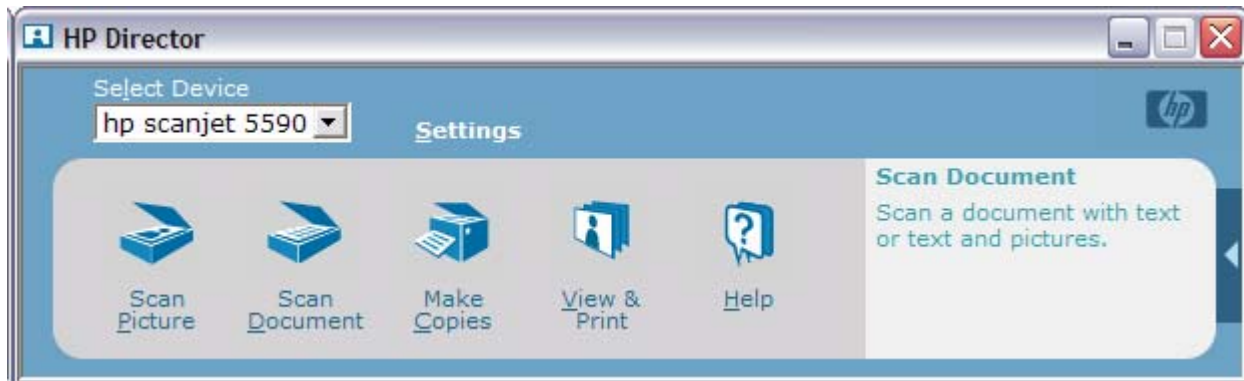 HP Director
Select Device
hp scanjet 5590
Settings
hp
Scan Picture
Scan Document
Make Copies
View & Print
Help
Scan Document
Scan a document with text
or text and pictures.